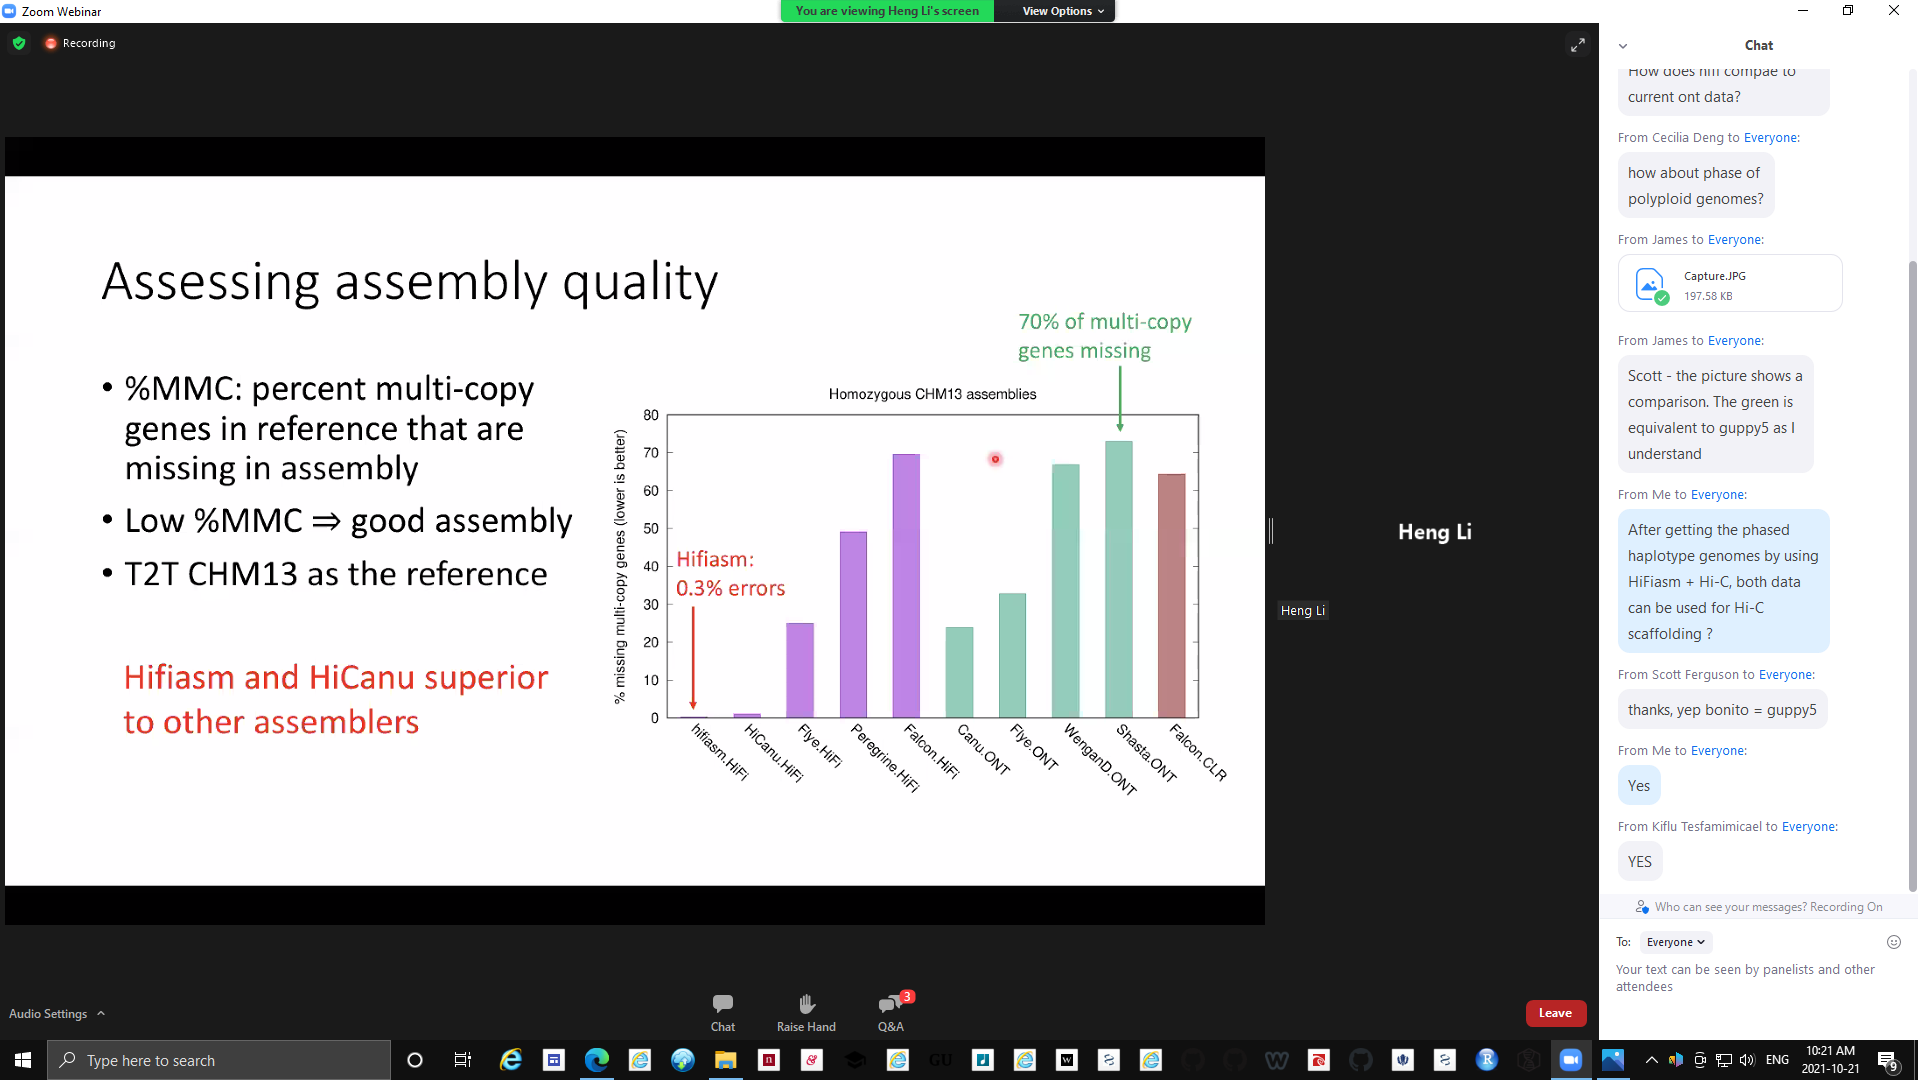 Zoom Webinar
You are viewing Heng Li's screen
View Options
Recording
Assessing assembly quality
• %MMC: percent multi-copy
genes in reference that are
missing in assembly
• Low %MMC ⇒ good assembly
• T2T CHM13 as the reference
Hifiasm and HiCanu superior
to other assemblers
70% of multi-copy
genes missing
Homozygous CHM13 assemblies
% missing multi-copy genes (lower is better)
80
70
60
50
40
30
20
10
0
Hifiasm:
0.3% errors
hifiasm.HiFi
HiCanu.HiFi
Flye.HiFi
Peregrine.HiFi
Falcon.HiFi
Canu.ONT
Flye.ONT
WenganD.ONT
Shasta.ONT
Falcon.CLR
Heng Li
Heng Li
Chat
How does hifi compae to
current ont data?
From Cecilia Deng to Everyone:
how about phase of
polyploid genomes?
From James to Everyone:
Capture.JPG
197.58 KB
From James to Everyone:
Scott - the picture shows a
comparison. The green is
equivalent to guppy5 as I
understand
From Me to Everyone:
After getting the phased
haplotype genomes by using
HiFiasm + Hi-C, both data
can be used for Hi-C
scaffolding ?
From Scott Ferguson to Everyone:
thanks, yep bonito = guppy5
From Me to Everyone:
Yes
From Kiflu Tesfamimicael to Everyone:
YES
Who can see your messages? Recording On
To: Everyone
Your text can be seen by panelists and other
attendees
Audio Settings
Chat
Raise Hand
Q&A
3
Leave
Type here to search
GU
ENG
10:21 AM
2021-10-21
9